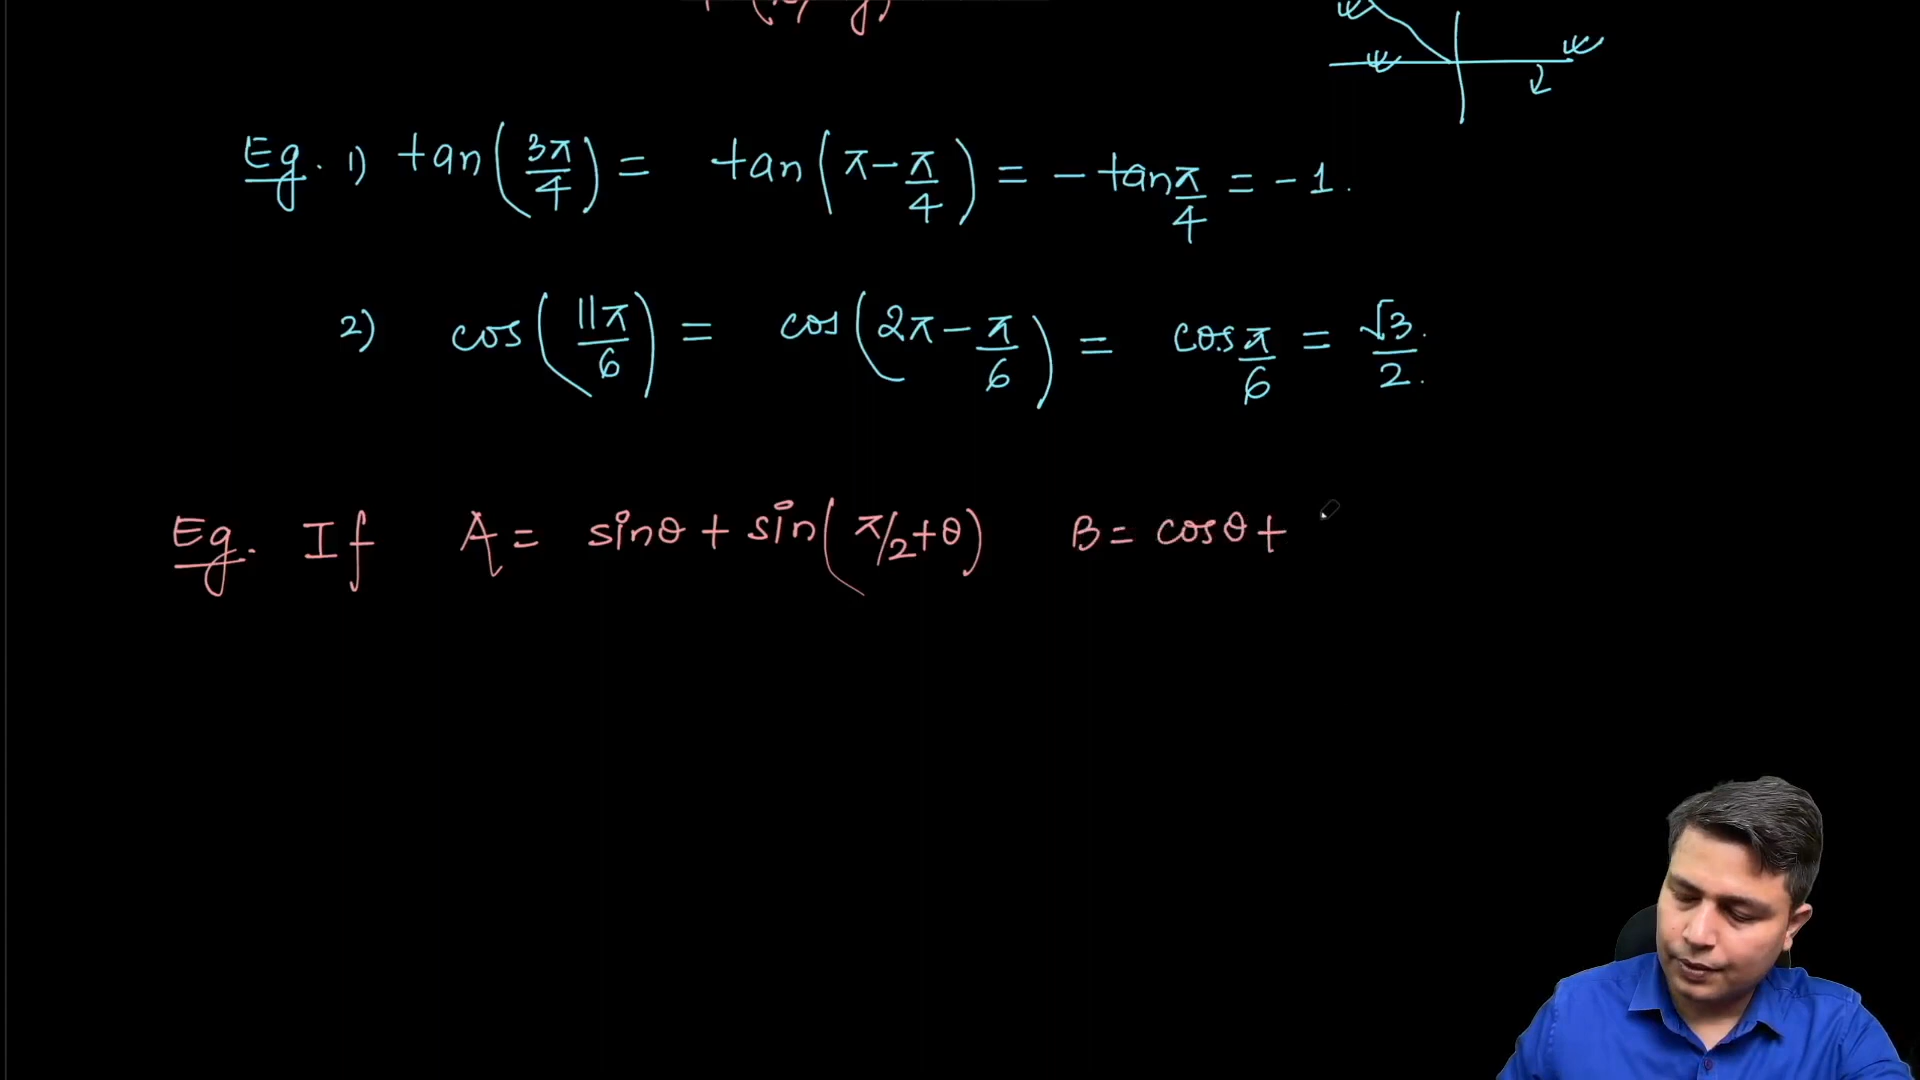 Eg. 1) tan(3π/4) = tan(π-π/4) = -tan π/4 = -1.
2) cos(11π/6) = cos(2π-π/6) = cos π/6 = √3/2.
Eg. If A = sinθ + sin(π/2+θ) B = cosθ +